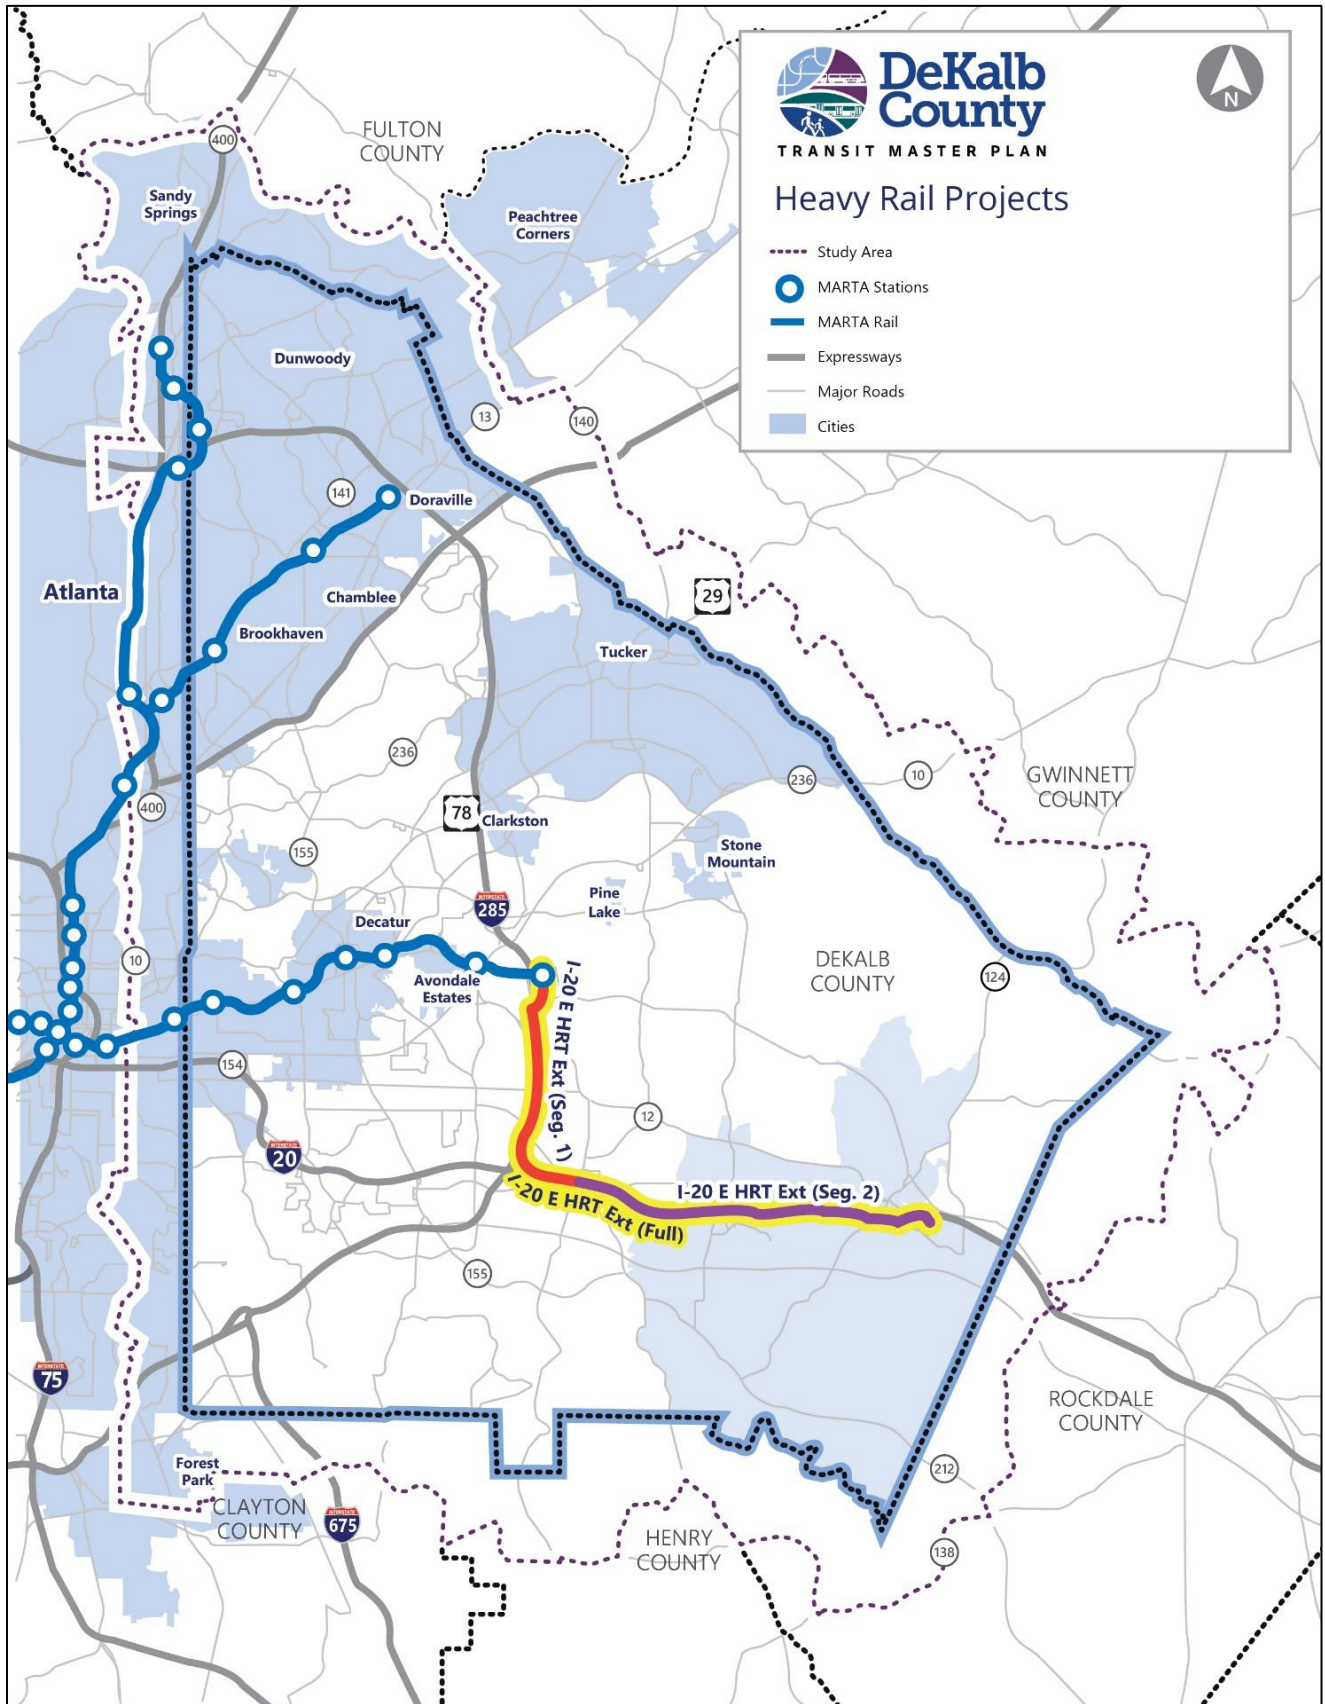 DeKalb
County
TRANSIT MASTER PLAN
N
Heavy Rail Projects
Study Area
MARTA Stations
MARTA Rail
Expressways
Major Roads
Cities
FULTON
COUNTY
400
Sandy
Springs
Peachtree
Corners
Dunwoody
13
140
141
Doraville
Atlanta
Chamblee
29
Brookhaven
Tucker
236
236
10
GWINNETT
COUNTY
400
78
Clarkston
155
Stone
Mountain
Pine
Lake
INTERSTATE
285
Decatur
10
Avondale
Estates
DEKALB
COUNTY
124
I-20 E HRT Ext (Seg. 1)
154
12
INTERSTATE
20
I-20 E HRT Ext (Seg. 2)
I-20 E HRT Ext (Full)
155
INTERSTATE
75
ROCKDALE
COUNTY
Forest
Park
212
CLAYTON
COUNTY
INTERSTATE
675
HENRY
COUNTY
138